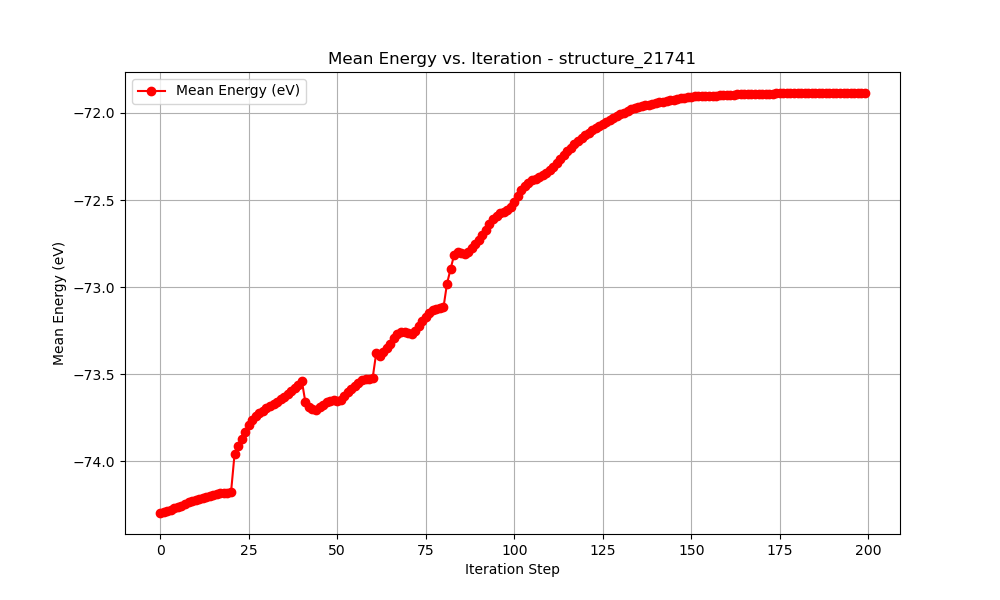 Mean Energy vs. Iteration - structure_21741
Mean Energy (eV)
−72.0
−72.5
−73.0
−73.5
−74.0
Mean Energy (eV)
0 25 50 75 100 125 150 175 200
Iteration Step